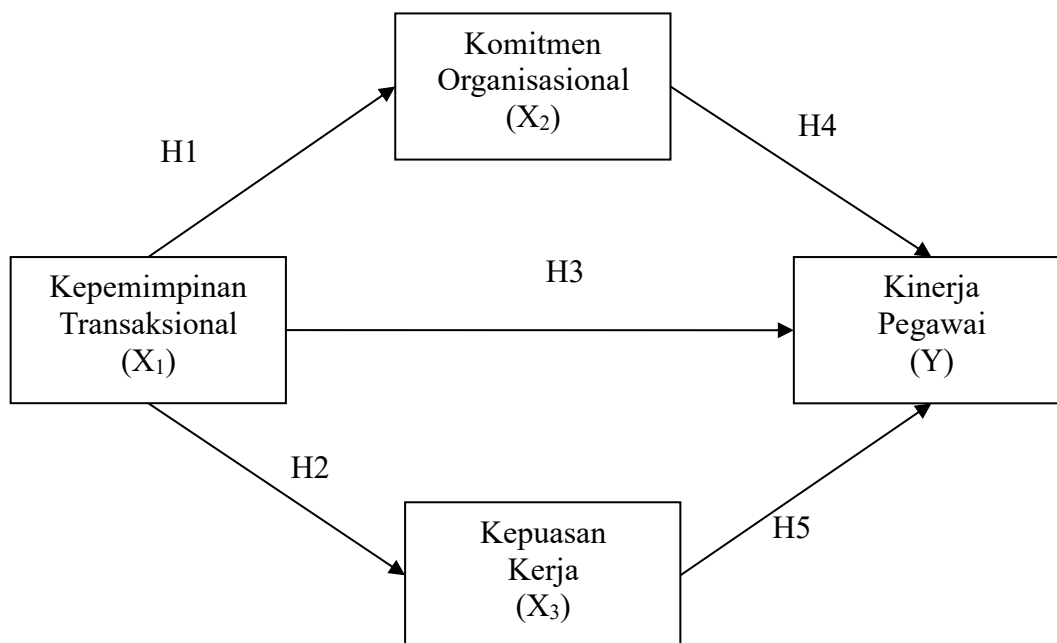 Komitmen
Organisasional
(X₂)
H1
H4
Kepemimpinan
Transaksional
(X₁)
H3
Kinerja
Pegawai
(Y)
H2
Kepuasan
Kerja
(X₃)
H5